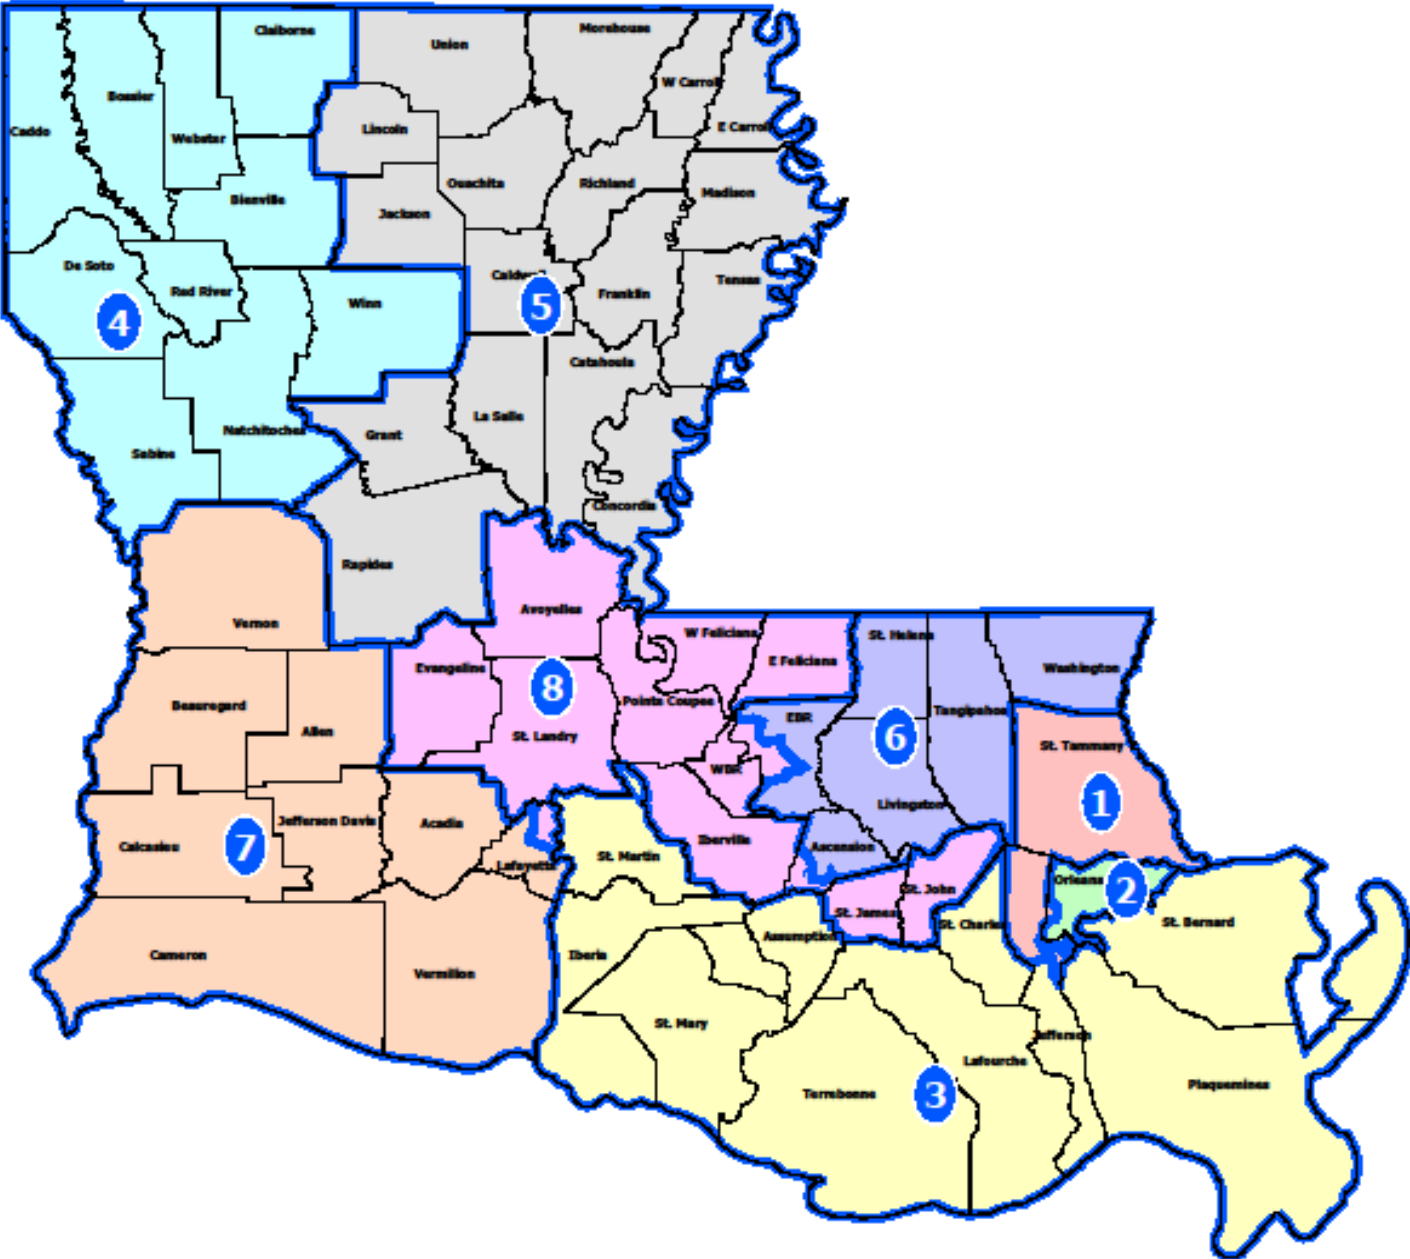 Claiborne
Morehouse
Union
W Carroll
Bossier
Caddo
Webster
Lincoln
E Carroll
Ouachita
Richland
Madison
Bienville
Jackson
De Soto
Red River
Caldwell
Tensas
Winn
Franklin
5
4
Catahoula
La Salle
Natchitoches
Grant
Sabine
Concordia
Rapides
Avoyelles
Vernon
W Feliciana
St. Helena
E Feliciana
Evangeline
Washington
8
Pointe Coupee
Beauregard
Tangipahoa
EBR
Allen
St. Landry
6
St. Tammany
WBR
1
Livingston
Jefferson Davis
Acadia
Calcasieu
7
Iberville
Ascension
St. Martin
Lafayette
Orleans
2
St. John
St. James
St. Charles
St. Bernard
Assumption
Cameron
Iberia
Vermilion
St. Mary
Jefferson
Lafourche
Plaquemines
Terrebonne
3